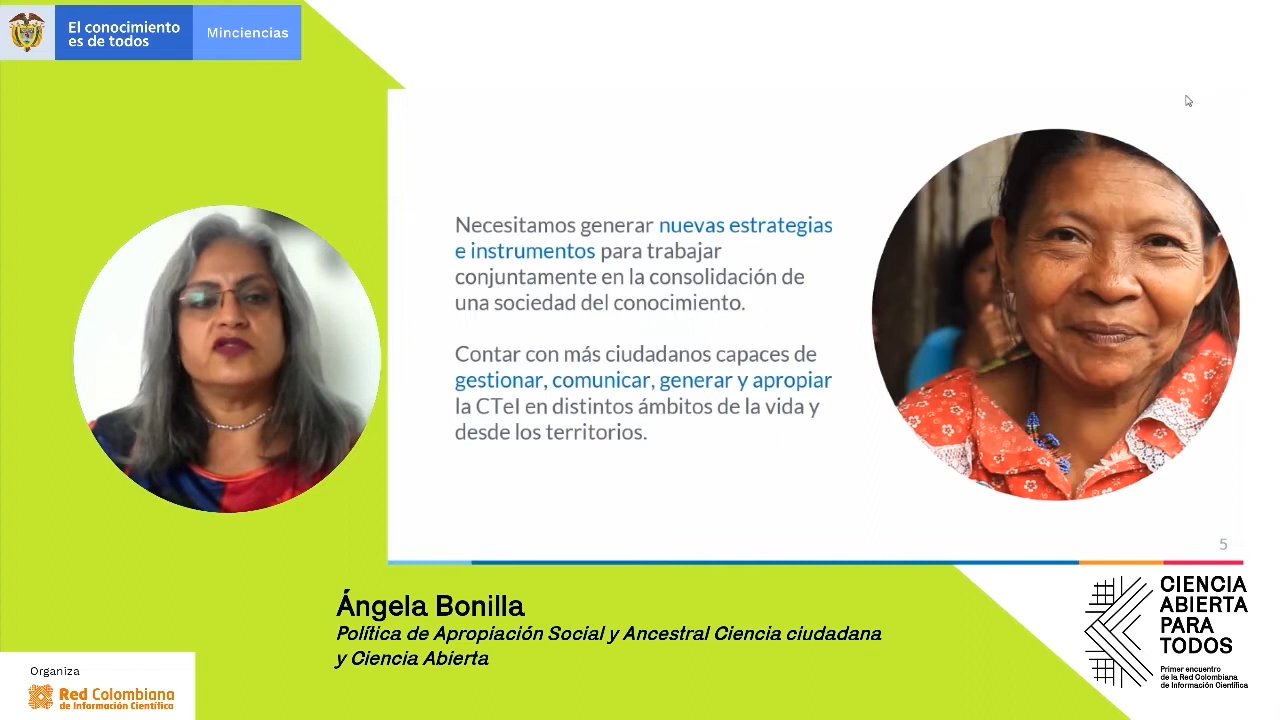 El conocimiento
es de todos
Minciencias
Necesitamos generar nuevas estrategias
e instrumentos para trabajar
conjuntamente en la consolidación de
una sociedad del conocimiento.
Contar con más ciudadanos capaces de
gestionar, comunicar, generar y apropiar
la CTeI en distintos ámbitos de la vida y
desde los territorios.
5
Ángela Bonilla
Política de Apropiación Social y Ancestral Ciencia ciudadana
y Ciencia Abierta
CIENCIA
ABIERTA
PARA
TODOS
Primer encuentro
de la Red Colombiana
de Información Científica
Organiza
Red Colombiana
de Información Científica